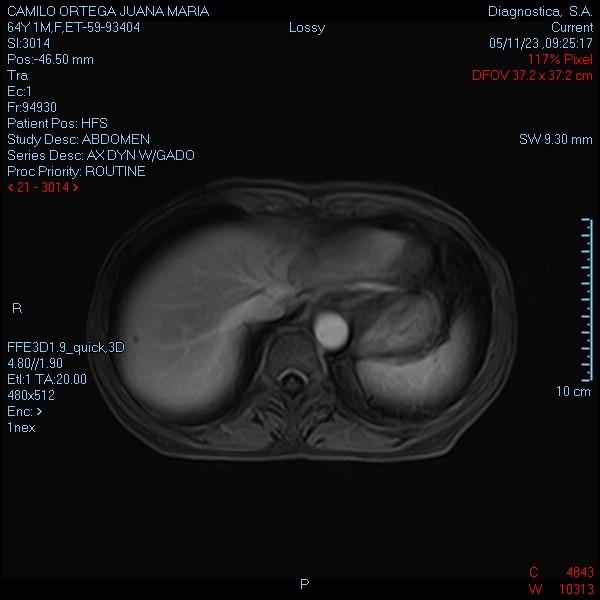 CAMILO ORTEGA JUANA MARIA
64Y 1M,F,ET-59-93404
SI:3014
Pos:-46.50 mm
Tra
Ec:1
Fr:94930
Patient Pos: HFS
Study Desc: ABDOMEN
Series Desc: AX DYN W/GADO
Proc Priority: ROUTINE
< 21 - 3014 >
Lossy
Diagnostica, S.A.
Current
05/11/23 ,09:25:17
117% Pixel
DFOV 37.2 x 37.2 cm
SW 9.30 mm
R
10 cm
FFE3D1.9_quick,3D
4.80//1.90
Etl:1 TA:20.00
480x512
Enc: >
1nex
P
C 4843
W 10313